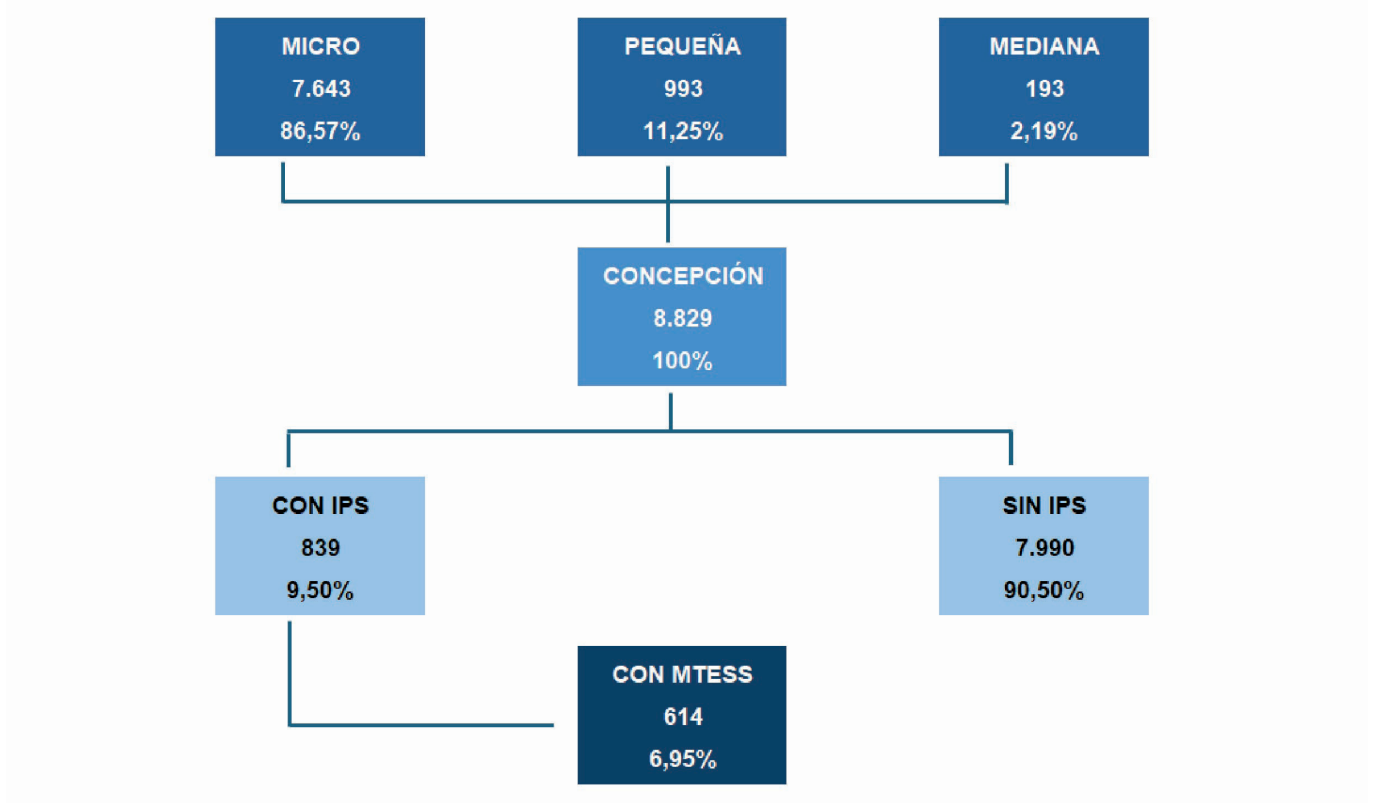 MICRO
7.643
86,57%
PEQUEÑA
993
11,25%
MEDIANA
193
2,19%
CONCEPCIÓN
8.829
100%
CON IPS
839
9,50%
SIN IPS
7.990
90,50%
CON MTESS
614
6,95%